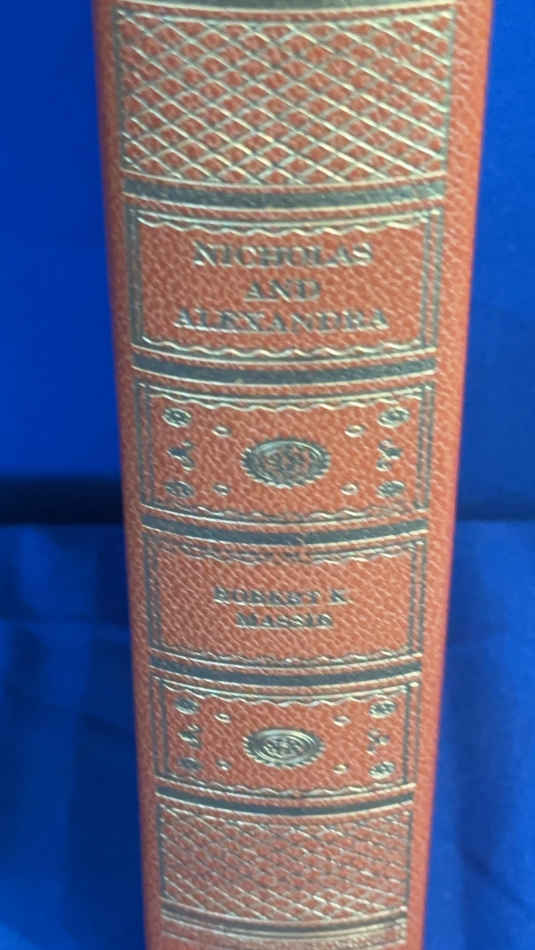 NICHOLAS
AND
ALEXANDRA
ROBERT K.
MASSIE